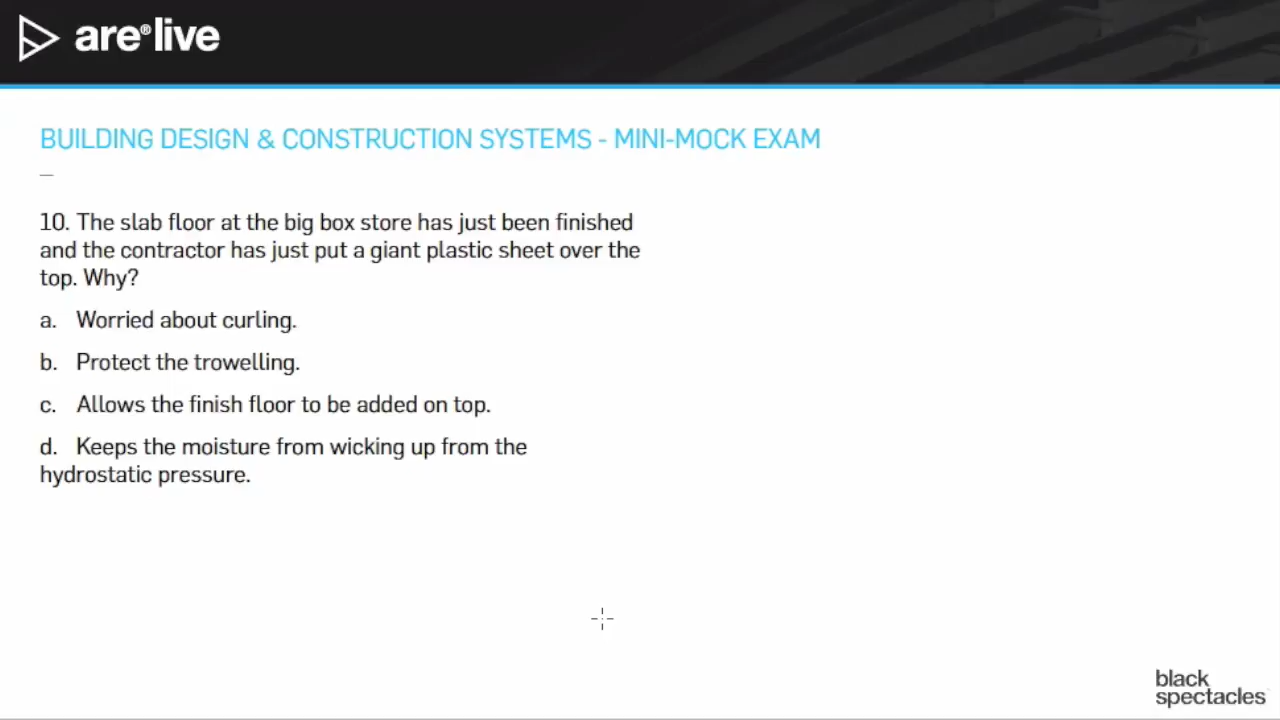 are®live
BUILDING DESIGN & CONSTRUCTION SYSTEMS - MINI-MOCK EXAM
10. The slab floor at the big box store has just been finished
and the contractor has just put a giant plastic sheet over the
top. Why?
a. Worried about curling.
b. Protect the trowelling.
c. Allows the finish floor to be added on top.
d. Keeps the moisture from wicking up from the
hydrostatic pressure.
black
spectacles